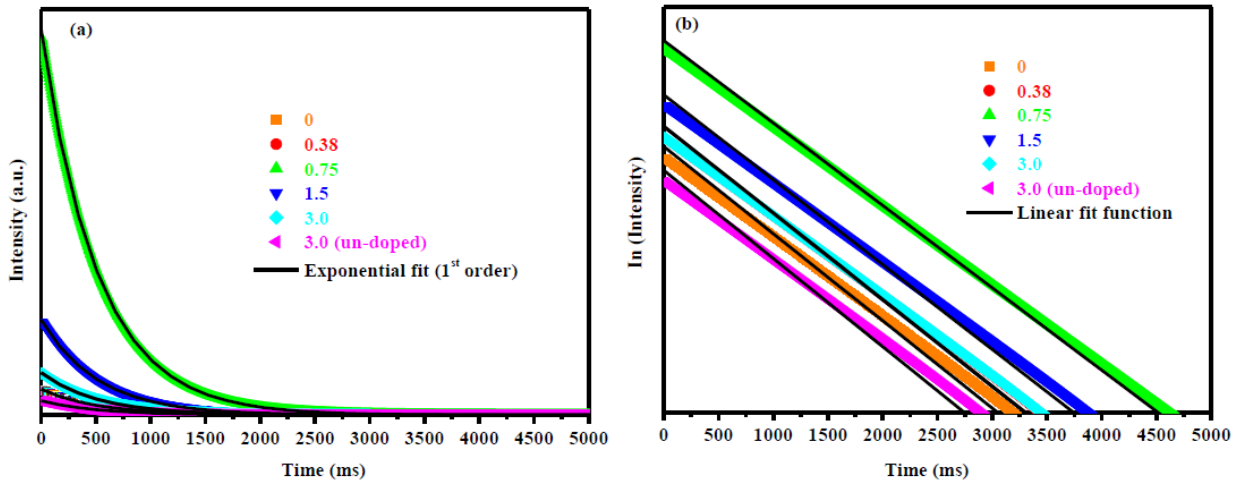 (a)
Intensity (a.u.)
0
0.38
0.75
1.5
3.0
3.0 (un-doped)
Exponential fit (1st order)
0 500 1000 1500 2000 2500 3000 3500 4000 4500 5000
Time (ms)
(b)
In (Intensity)
0
0.38
0.75
1.5
3.0
3.0 (un-doped)
Linear fit function
0 500 1000 1500 2000 2500 3000 3500 4000 4500 5000
Time (ms)